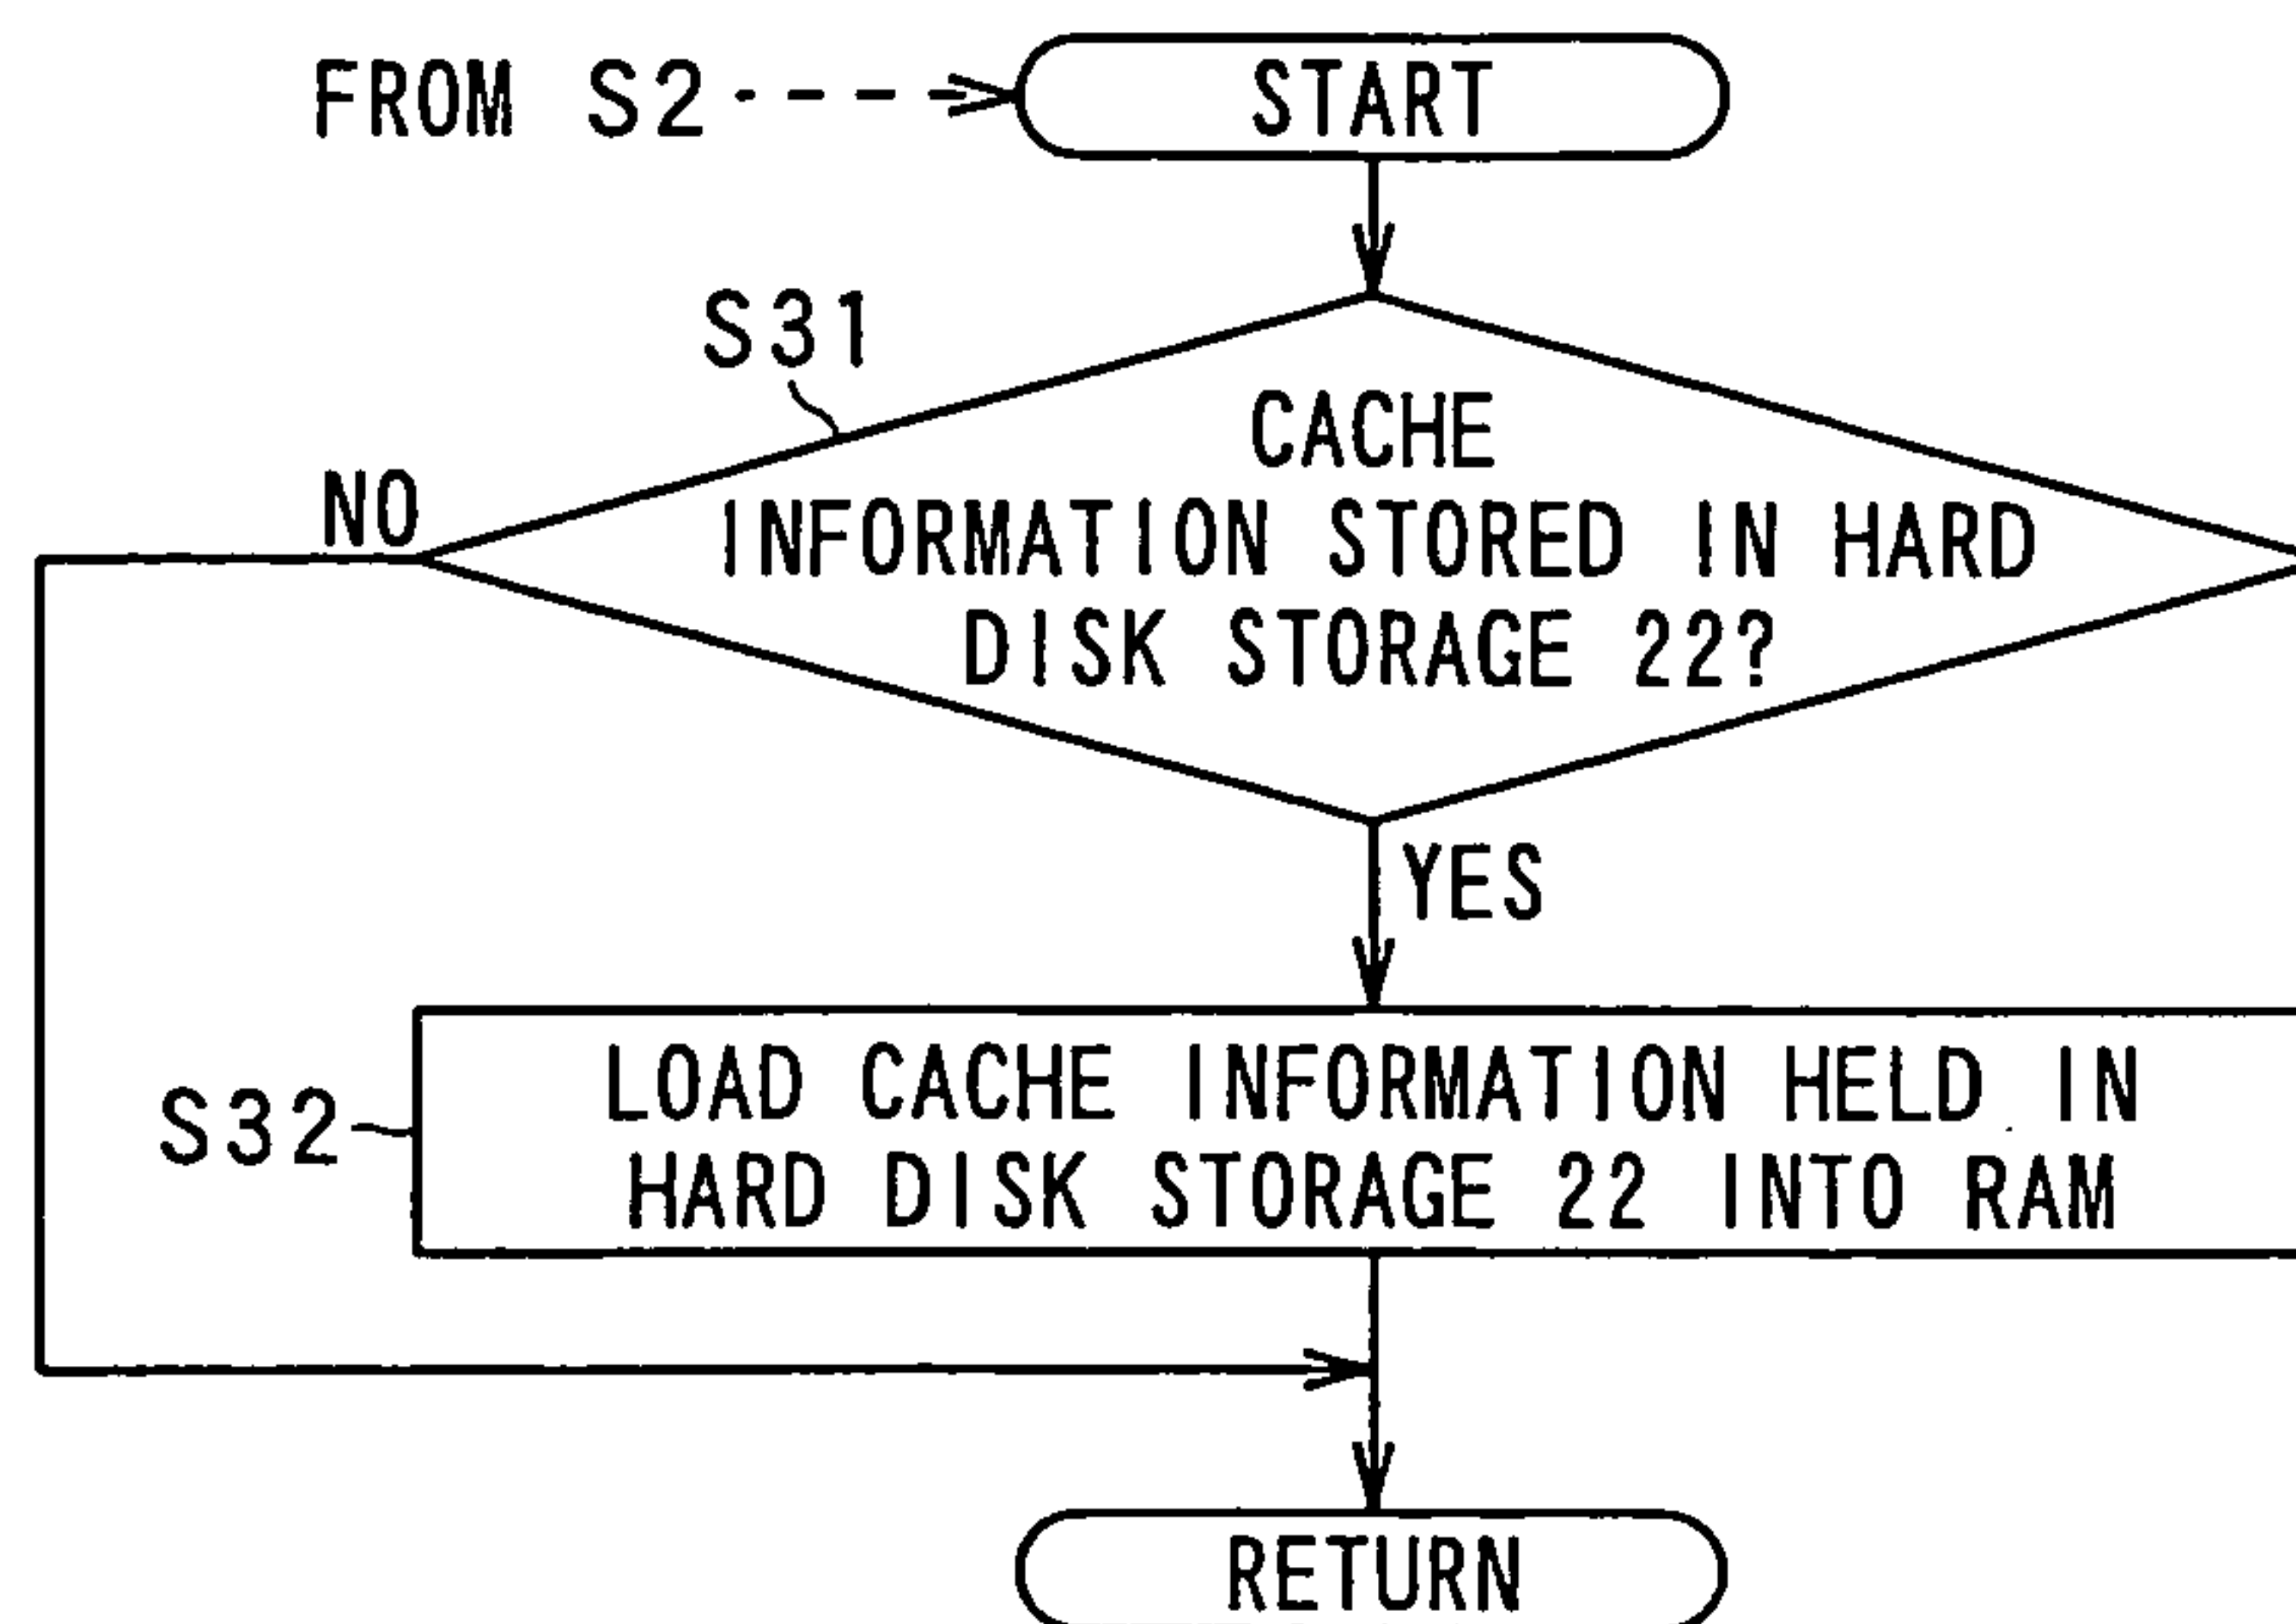 FROM S2
START
S31
CACHE
INFORMATION STORED IN HARD
DISK STORAGE 22?
NO
YES
S32
LOAD CACHE INFORMATION HELD IN
HARD DISK STORAGE 22 INTO RAM
RETURN